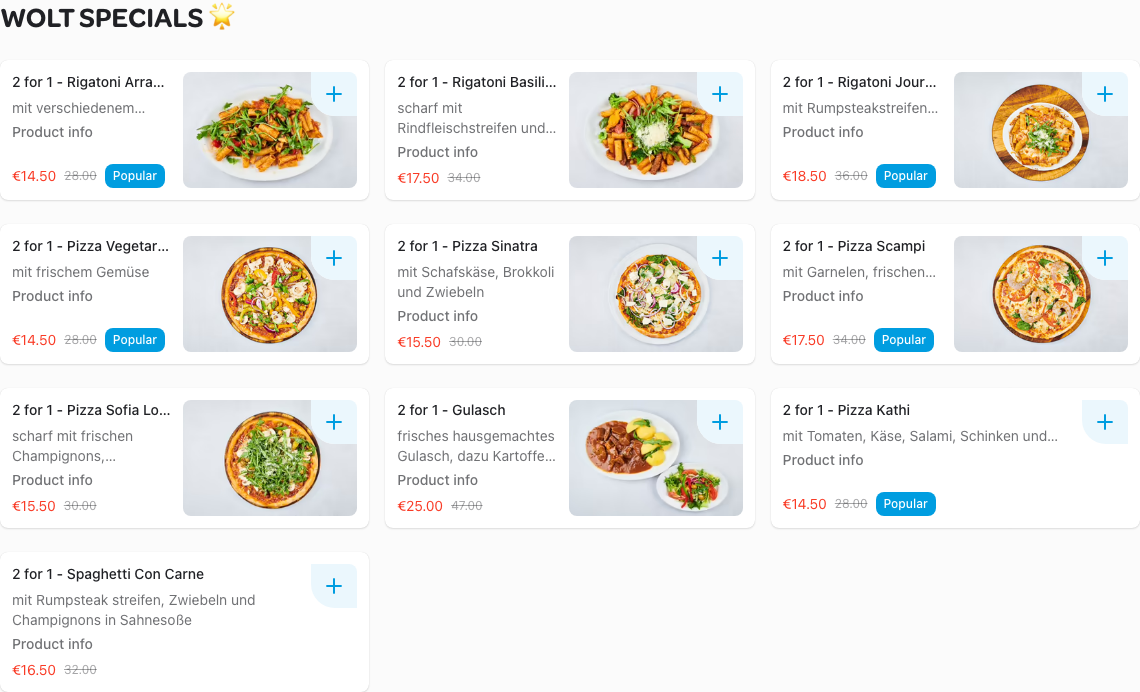 WOLT SPECIALS 🌟
2 for 1 - Rigatoni Arra...
mit verschiedenem...
Product info
€14.50 28.00 Popular
2 for 1 - Rigatoni Basili...
scharf mit
Rindfleischstreifen und...
Product info
€17.50 34.00
2 for 1 - Rigatoni Jour...
mit Rumpsteakstreifen...
Product info
€18.50 36.00 Popular
2 for 1 - Pizza Vegetar...
mit frischem Gemüse
Product info
€14.50 28.00 Popular
2 for 1 - Pizza Sinatra
mit Schafskäse, Brokkoli
und Zwiebeln
Product info
€15.50 30.00
2 for 1 - Pizza Scampi
mit Garnelen, frischen...
Product info
€17.50 34.00 Popular
2 for 1 - Pizza Sofia Lo...
scharf mit frischen
Champignons,...
Product info
€15.50 30.00
2 for 1 - Gulasch
frisches hausgemachtes
Gulasch, dazu Kartoffe...
Product info
€25.00 47.00
2 for 1 - Pizza Kathi
mit Tomaten, Käse, Salami, Schinken und...
Product info
€14.50 28.00 Popular
2 for 1 - Spaghetti Con Carne
mit Rumpsteak streifen, Zwiebeln und
Champignons in Sahnesoße
Product info
€16.50 32.00